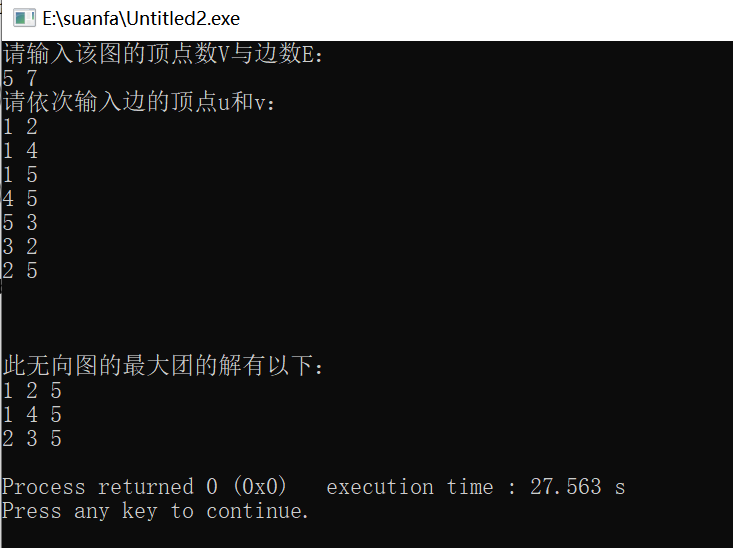 E:\suanfa\Untitled2.exe
请输入该图的顶点数V与边数E：
5 7
请依次输入边的顶点u和v：
1 2
1 4
1 5
4 5
5 3
3 2
2 5
此无向图的最大团的解有以下：
1 2 5
1 4 5
2 3 5
Process returned 0 (0x0)   execution time : 27.563 s
Press any key to continue.